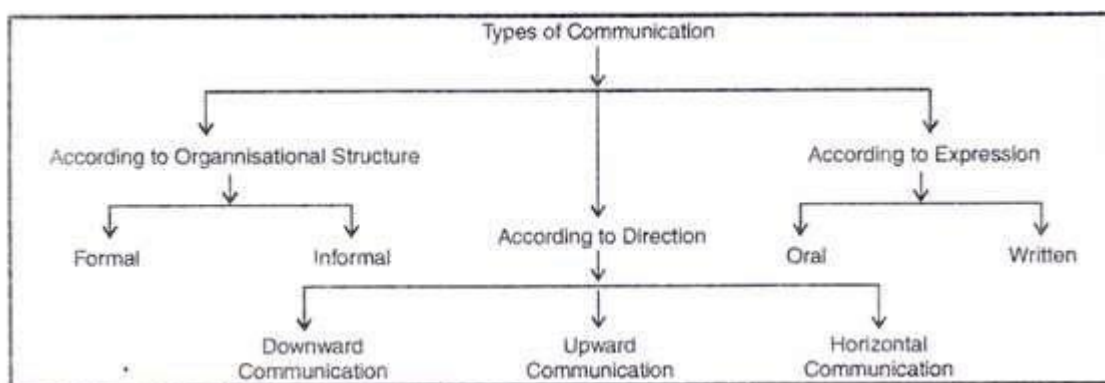 Types of Communication
According to Organnisational Structure
According to Expression
Formal
Informal
According to Direction
Oral
Written
Downward
Communication
Upward
Communication
Horizontal
Communication